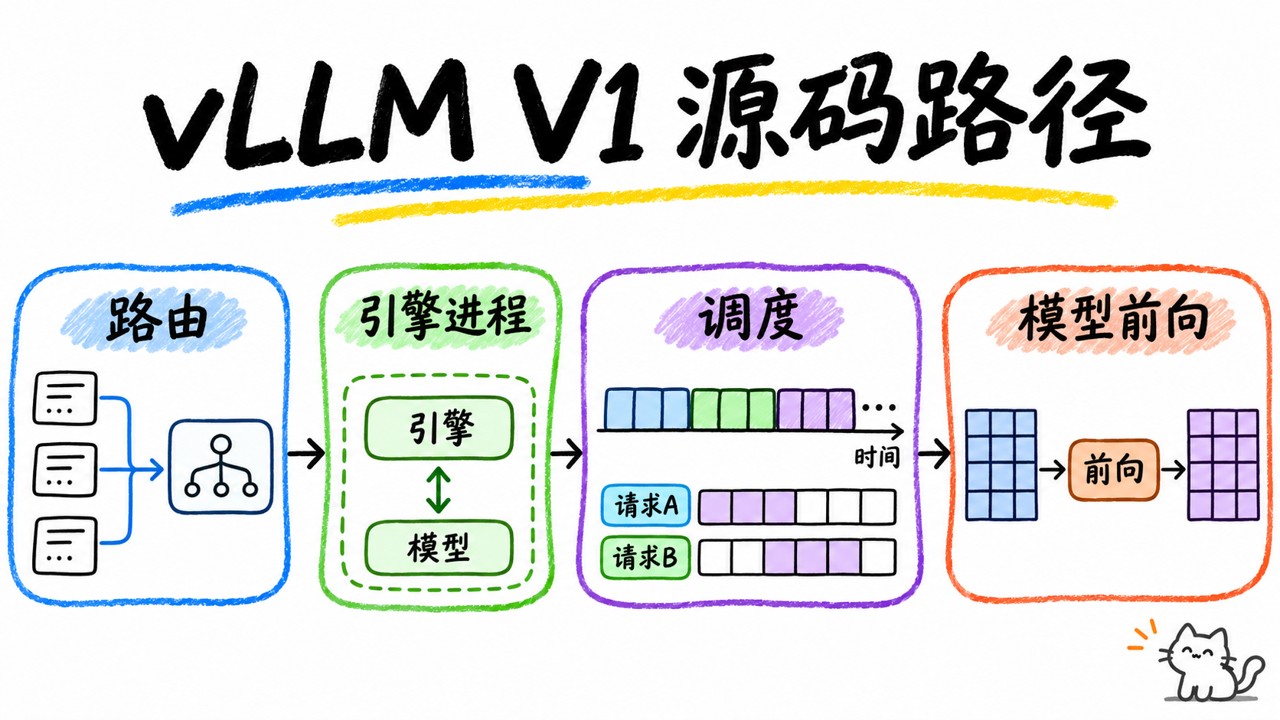 vLLM V1 源码路径
路由
引擎进程
引擎
模型
调度
...
时间
请求A
请求B
模型前向
前向